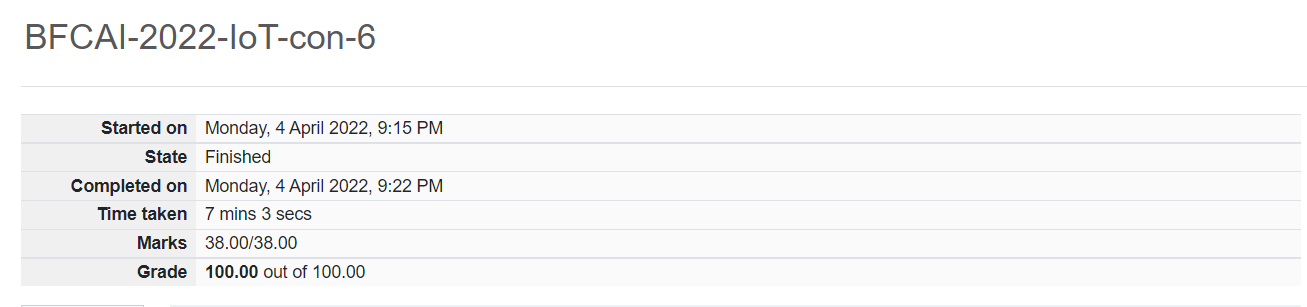 BFCAI-2022-IoT-con-6
Started on Monday, 4 April 2022, 9:15 PM
State Finished
Completed on Monday, 4 April 2022, 9:22 PM
Time taken 7 mins 3 secs
Marks 38.00/38.00
Grade 100.00 out of 100.00